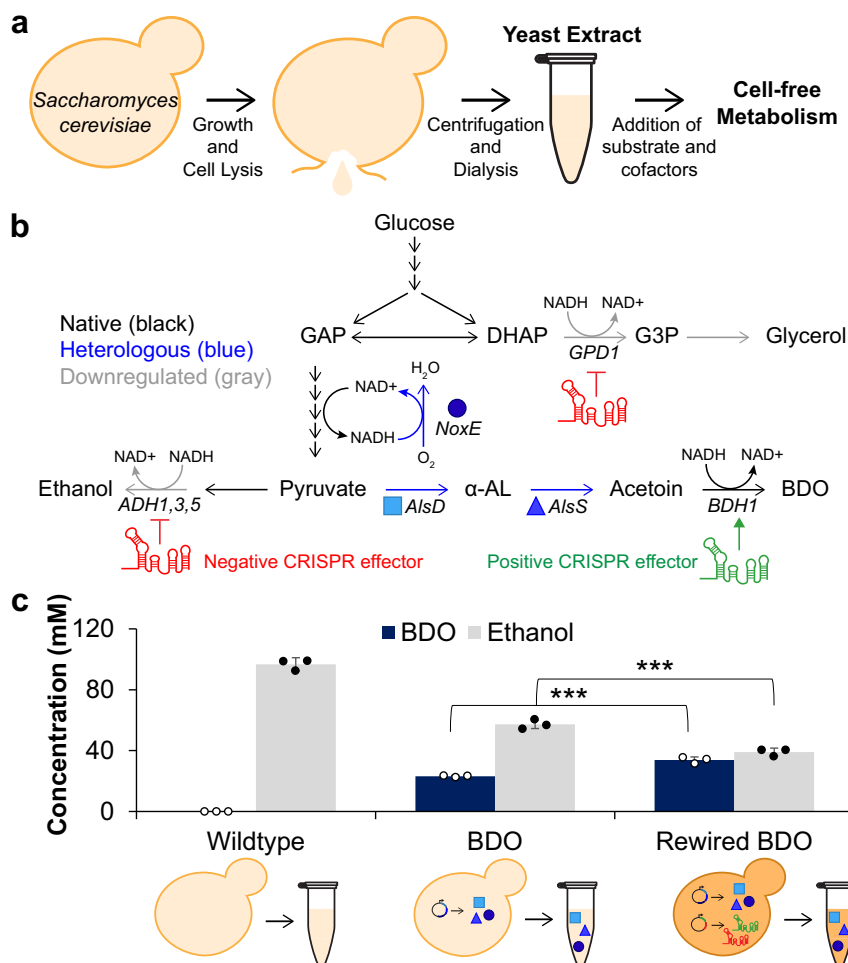 a
Yeast Extract
Saccharomyces
cerevisiae
Growth
and
Cell Lysis
Centrifugation
and
Dialysis
Addition of
substrate and
cofactors
Cell-free
Metabolism
b
Glucose
Native (black)
Heterologous (blue)
Downregulated (gray)
GAP
DHAP
NADH
NAD+
GPD1
G3P
Glycerol
NAD+
NADH
H2O
O2
NoxE
NAD+
NADH
Ethanol
ADH1,3,5
Pyruvate
AlsD
α-AL
AlsS
Acetoin
NADH
NAD+
BDH1
BDO
Negative CRISPR effector
Positive CRISPR effector
c
Concentration (mM)
120
80
40
0
BDO
Ethanol
***
***
Wildtype
BDO
Rewired BDO